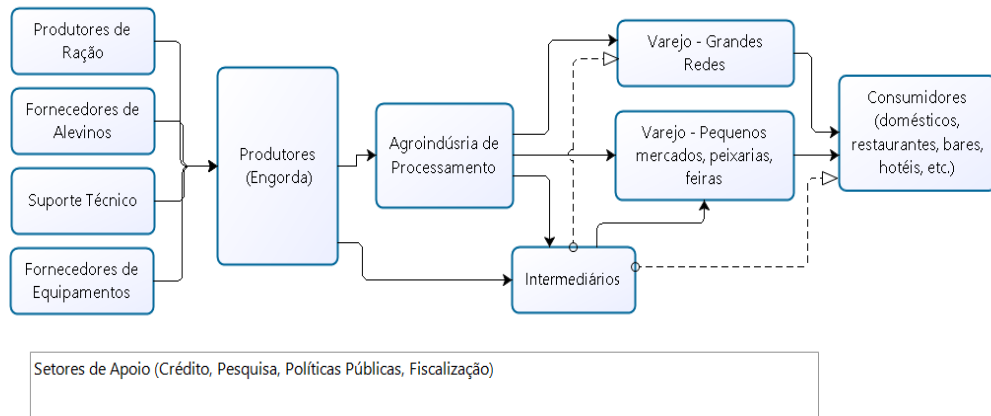 Produtores de
Ração
Fornecedores de
Alevinos
Suporte Técnico
Fornecedores de
Equipamentos
Produtores
(Engorda)
Agroindúsria de
Processamento
Intermediários
Varejo - Grandes
Redes
Varejo - Pequenos
mercados, peixarias,
feiras
Consumidores
(domésticos,
restaurantes, bares,
hotéis, etc.)
Setores de Apoio (Crédito, Pesquisa, Políticas Públicas, Fiscalização)